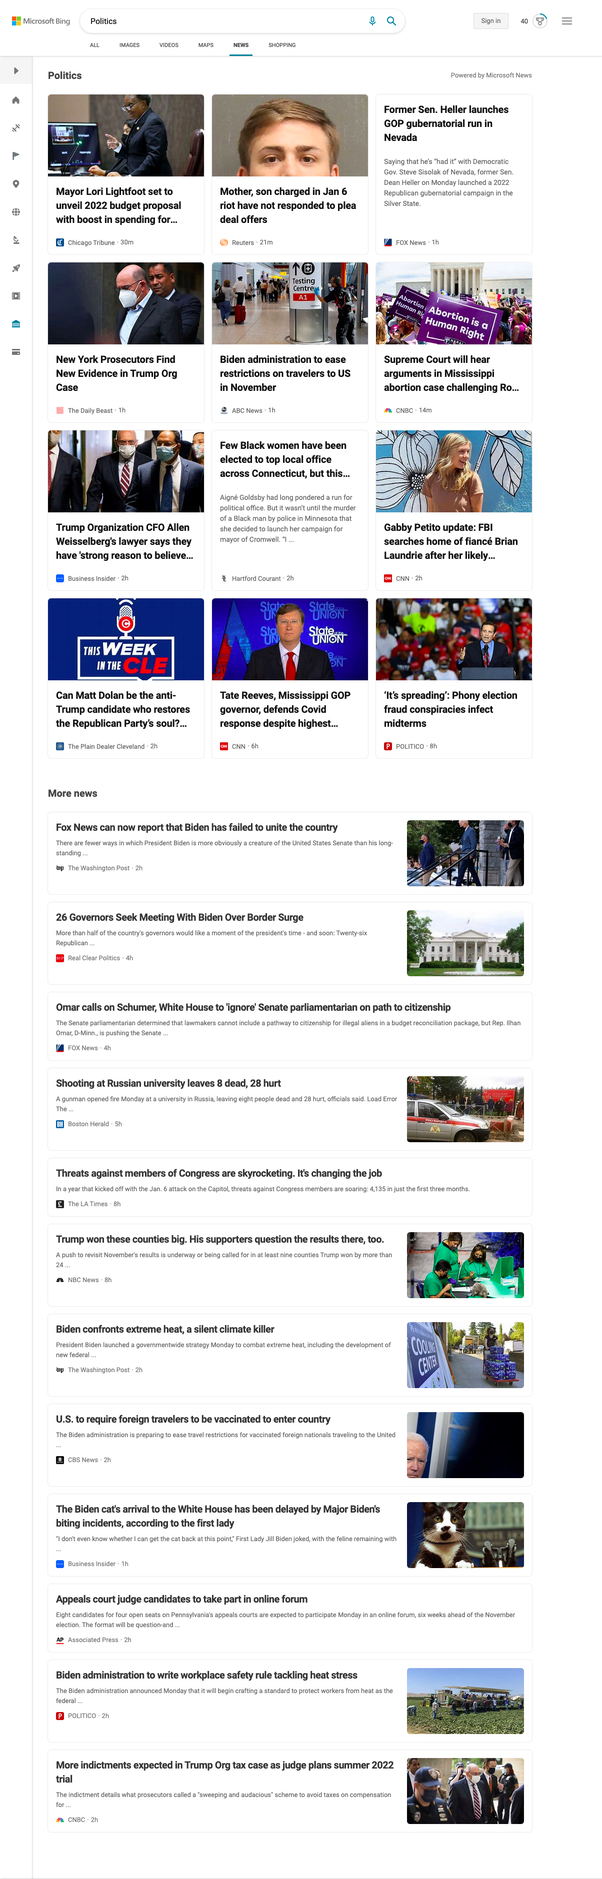 Microsoft Bing
Politics
Sign in
40
ALL IMAGES VIDEOS MAPS NEWS SHOPPING
Politics
Powered by Microsoft News
Mayor Lori Lightfoot set to
unveil 2022 budget proposal
with boost in spending for...
Chicago Tribune · 30m
Mother, son charged in Jan 6
riot have not responded to plea
deal offers
Reuters · 21m
Former Sen. Heller launches
GOP gubernatorial run in
Nevada
Saying that he's "had it" with Democratic
Gov. Steve Sisolak of Nevada, former Sen.
Dean Heller on Monday launched a 2022
Republican gubernatorial campaign in the
Silver State.
FOX News · 1h
New York Prosecutors Find
New Evidence in Trump Org
Case
The Daily Beast · 1h
Testing
Centre
A1
Biden administration to ease
restrictions on travelers to US
in November
ABC News · 1h
Abortion is a
Human Right
Supreme Court will hear
arguments in Mississippi
abortion case challenging Ro...
CNBC · 14m
Trump Organization CFO Allen
Weisselberg's lawyer says they
have 'strong reason to believe...
Business Insider · 2h
Few Black women have been
elected to top local office
across Connecticut, but this...
Aigné Goldsby had long pondered a run for
political office. But it wasn't until the murder
of a Black man by police in Minnesota that
she decided to launch her campaign for
mayor of Cromwell. "I ...
Hartford Courant · 2h
Gabby Petito update: FBI
searches home of fiancé Brian
Laundrie after her likely...
CNN · 2h
THIS WEEK
IN THE CLE
Can Matt Dolan be the anti-
Trump candidate who restores
the Republican Party's soul?...
The Plain Dealer Cleveland · 2h
STATE
UNION
Tate Reeves, Mississippi GOP
governor, defends Covid
response despite highest...
CNN · 6h
'It's spreading': Phony election
fraud conspiracies infect
midterms
POLITICO · 8h
More news
Fox News can now report that Biden has failed to unite the country
There are fewer ways in which President Biden is more obviously a creature of the United States Senate than his long-
standing ...
The Washington Post · 2h
26 Governors Seek Meeting With Biden Over Border Surge
More than half of the country's governors would like a moment of the president's time - and soon: Twenty-six
Republican ...
Real Clear Politics · 4h
Omar calls on Schumer, White House to 'ignore' Senate parliamentarian on path to citizenship
The Senate parliamentarian determined that lawmakers cannot include a pathway to citizenship for illegal aliens in a budget reconciliation package, but Rep. Ilhan
Omar, D-Minn., is pushing the Senate ...
FOX News · 4h
Shooting at Russian university leaves 8 dead, 28 hurt
A gunman opened fire Monday at a university in Russia, leaving eight people dead and 28 hurt, officials said. Load Error
The ...
Boston Herald · 5h
Threats against members of Congress are skyrocketing. It's changing the job
In a year that kicked off with the Jan. 6 attack on the Capitol, threats against Congress members are soaring: 4,135 in just the first three months.
The LA Times · 8h
Trump won these counties big. His supporters question the results there, too.
A push to revisit November's results is underway or being called for in at least nine counties Trump won by more than
24 ...
NBC News · 8h
Biden confronts extreme heat, a silent climate killer
President Biden launched a governmentwide strategy Monday to combat extreme heat, including the development of
new federal ...
The Washington Post · 2h
COOLING
CENTER
U.S. to require foreign travelers to be vaccinated to enter country
The Biden administration is preparing to ease travel restrictions for vaccinated foreign nationals traveling to the United
...
CBS News · 2h
The Biden cat's arrival to the White House has been delayed by Major Biden's
biting incidents, according to the first lady
"I don't even know whether I can get the cat back at this point," First Lady Jill Biden joked, with the feline remaining with
...
Business Insider · 1h
Appeals court judge candidates to take part in online forum
Eight candidates for four open seats on Pennsylvania's appeals courts are expected to participate Monday in an online forum, six weeks ahead of the November
election. The format will be question-and ...
Associated Press · 2h
Biden administration to write workplace safety rule tackling heat stress
The Biden administration announced Monday that it will begin crafting a standard to protect workers from heat as the
federal ...
POLITICO · 2h
More indictments expected in Trump Org tax case as judge plans summer 2022
trial
The indictment details what prosecutors called a "sweeping and audacious" scheme to avoid taxes on compensation
for ...
CNBC · 2h